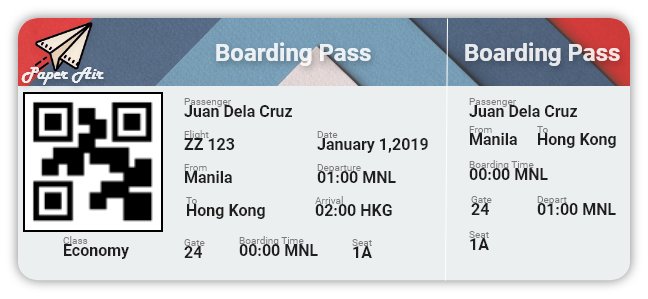 Paper Air
Boarding Pass
Boarding Pass
Passenger
Juan Dela Cruz
Flight Date
ZZ 123 January 1,2019
From Departure
Manila 01:00 MNL
To Arrival
Hong Kong 02:00 HKG
Class
Economy
Gate Boarding Time Seat
24 00:00 MNL 1A
Passenger
Juan Dela Cruz
From To
Manila Hong Kong
Boarding Time
00:00 MNL
Gate Depart
24 01:00 MNL
Seat
1A